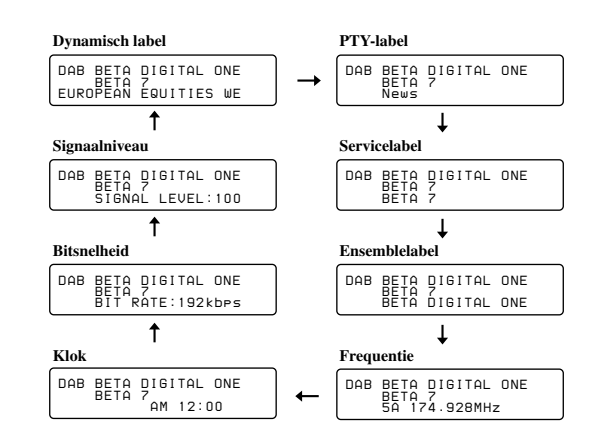 Dynamisch label
DAB BETA DIGITAL ONE
BETA 7
EUROPEAN EQUITIES WE
PTY-label
DAB BETA DIGITAL ONE
BETA 7
News
Signaalniveau
DAB BETA DIGITAL ONE
BETA 7
SIGNAL LEVEL:100
Servicelabel
DAB BETA DIGITAL ONE
BETA 7
BETA 7
Bitsnelheid
DAB BETA DIGITAL ONE
BETA 7
BIT RATE:192kbps
Ensemblelabel
DAB BETA DIGITAL ONE
BETA 7
BETA DIGITAL ONE
Klok
DAB BETA DIGITAL ONE
BETA 7
AM 12:00
Frequentie
DAB BETA DIGITAL ONE
BETA 7
5A 174.928MHz